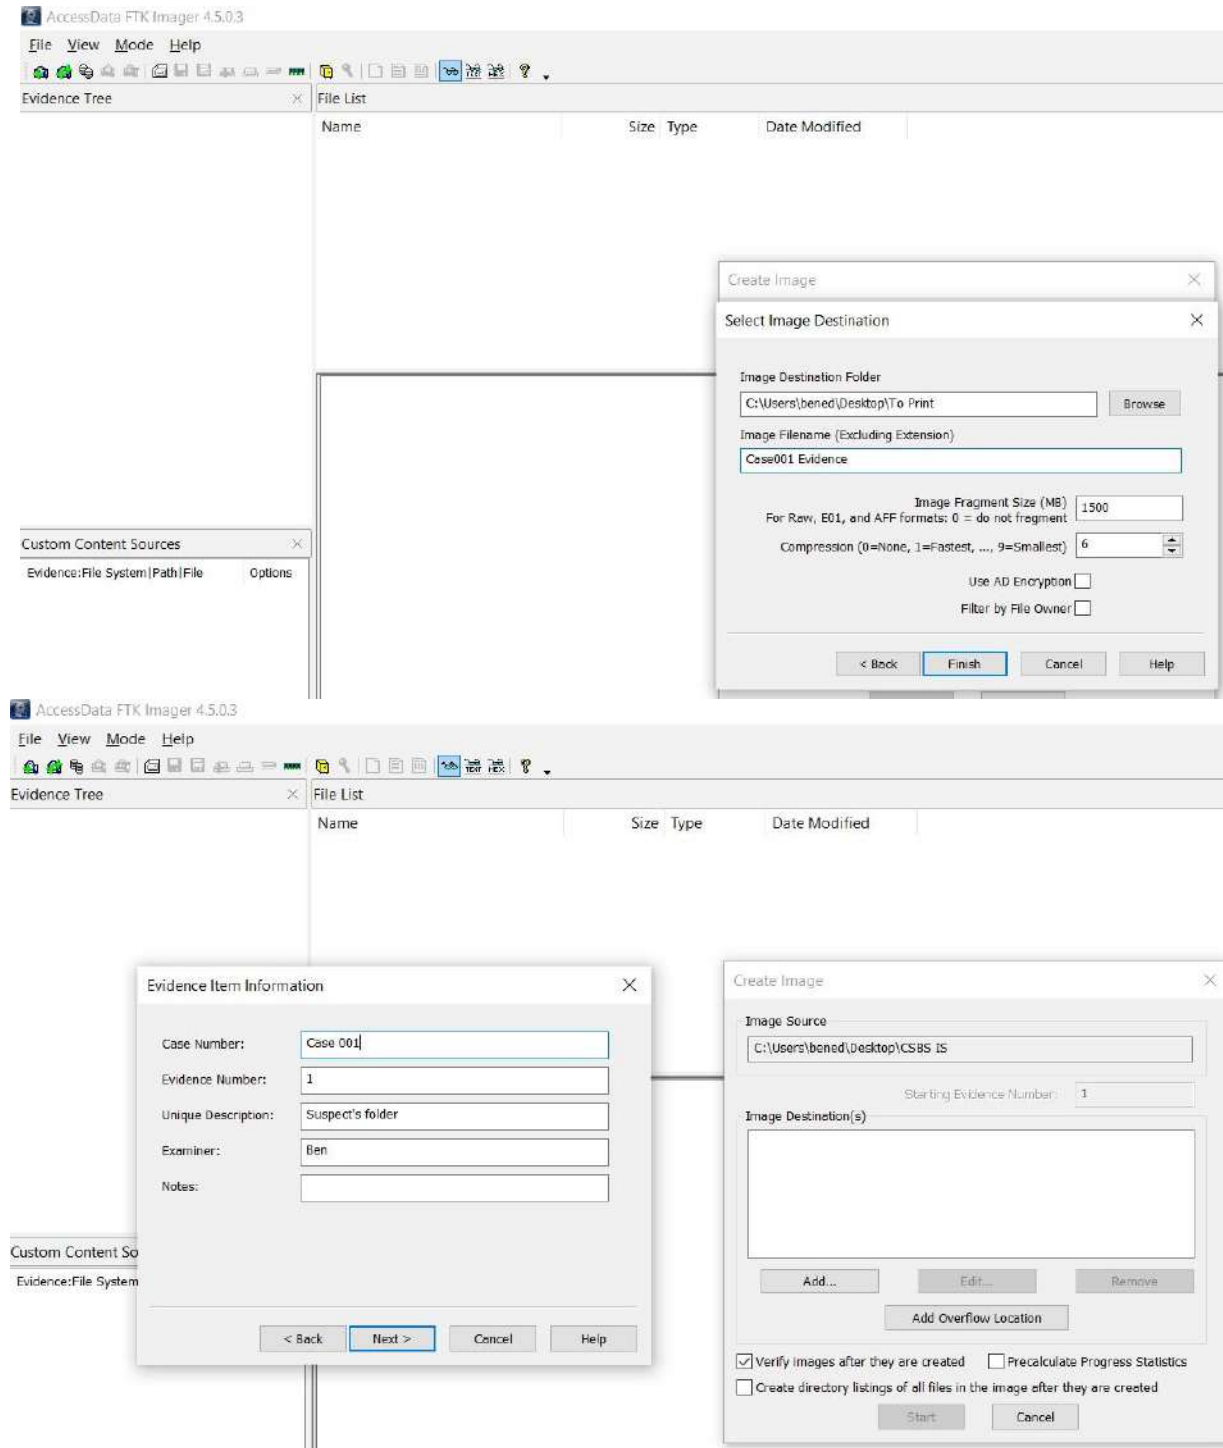 AccessData FTK Imager 4.5.0.3
File View Mode Help
Evidence Tree
File List
Name Size Type Date Modified
Create Image
Select Image Destination
Image Destination Folder
C:\Users\bened\Desktop\To Print
Browse
Image Filename (Excluding Extension)
Case001 Evidence
Image Fragment Size (MB)
For Raw, E01, and AFF formats: 0 = do not fragment
1500
Compression (0=None, 1=Fastest, ..., 9=Smallest)
6
Use AD Encryption
Filter by File Owner
< Back Finish Cancel Help
Custom Content Sources
Evidence:File System|Path|File Options
AccessData FTK Imager 4.5.0.3
File View Mode Help
Evidence Tree
File List
Name Size Type Date Modified
Evidence Item Information
Case Number: Case 001
Evidence Number: 1
Unique Description: Suspect's folder
Examiner: Ben
Notes:
< Back Next > Cancel Help
Custom Content So
Evidence:File System
Create Image
Image Source
C:\Users\bened\Desktop\CSBS IS
Starting Evidence Number: 1
Image Destination(s)
Add... Edit... Remove
Add Overflow Location
Verify images after they are created Precalculate Progress Statistics
Create directory listings of all files in the image after they are created
Start Cancel